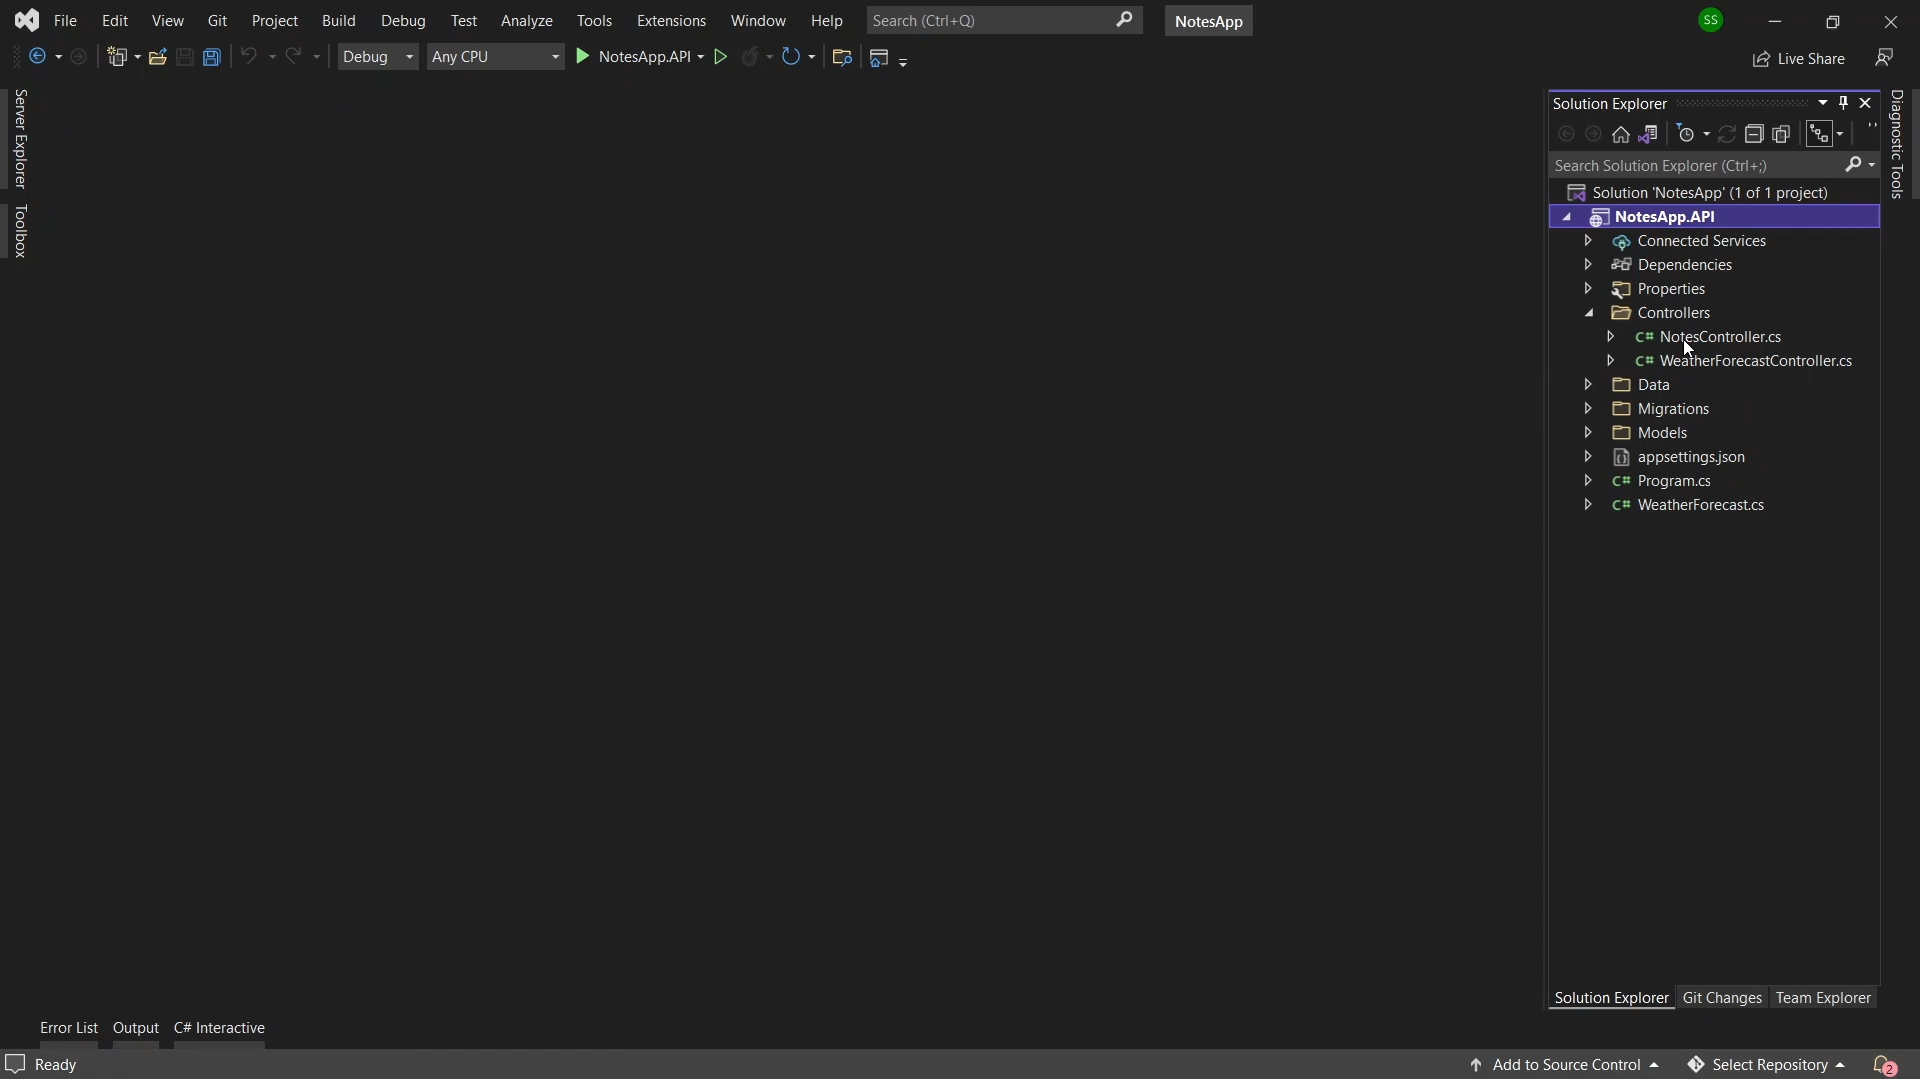 File Edit View Git Project Build Debug Test Analyze Tools Extensions Window Help Search (Ctrl+Q) NotesApp SS
Debug Any CPU NotesApp.API Live Share
Server Explorer
Toolbox
Solution Explorer
Search Solution Explorer (Ctrl+;)
Solution 'NotesApp' (1 of 1 project)
NotesApp.API
Connected Services
Dependencies
Properties
Controllers
C# NotesController.cs
C# WeatherForecastController.cs
Data
Migrations
Models
appsettings.json
C# Program.cs
C# WeatherForecast.cs
Diagnostic Tools
Solution Explorer Git Changes Team Explorer
Error List Output C# Interactive
Ready Add to Source Control Select Repository 2